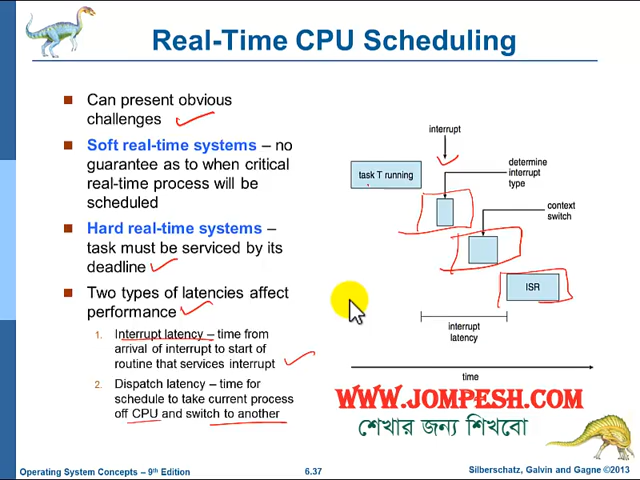 Real-Time CPU Scheduling
Can present obvious
challenges
Soft real-time systems – no
guarantee as to when critical
real-time process will be
scheduled
Hard real-time systems –
task must be serviced by its
deadline
Two types of latencies affect
performance
1. Interrupt latency – time from
arrival of interrupt to start of
routine that services interrupt
2. Dispatch latency – time for
schedule to take current process
off CPU and switch to another
interrupt
task T running
determine
interrupt
type
context
switch
ISR
interrupt
latency
time
WWW.JOMPESH.COM
শেখার জন্য শিখবো
Operating System Concepts – 9th Edition
6.37
Silberschatz, Galvin and Gagne ©2013